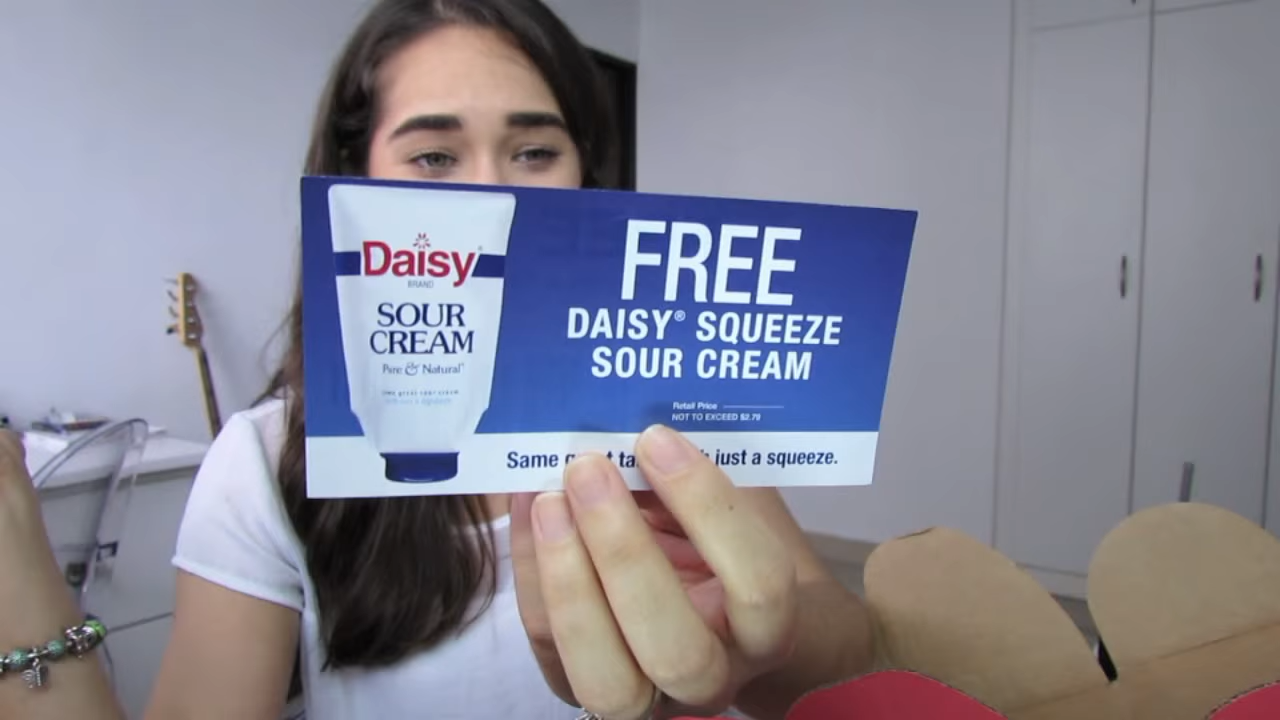 Daisy®
BRAND
SOUR
CREAM
Pure & Natural™
FREE
DAISY® SQUEEZE
SOUR CREAM
Retail Price
NOT TO EXCEED $2.79
Same just a squeeze.